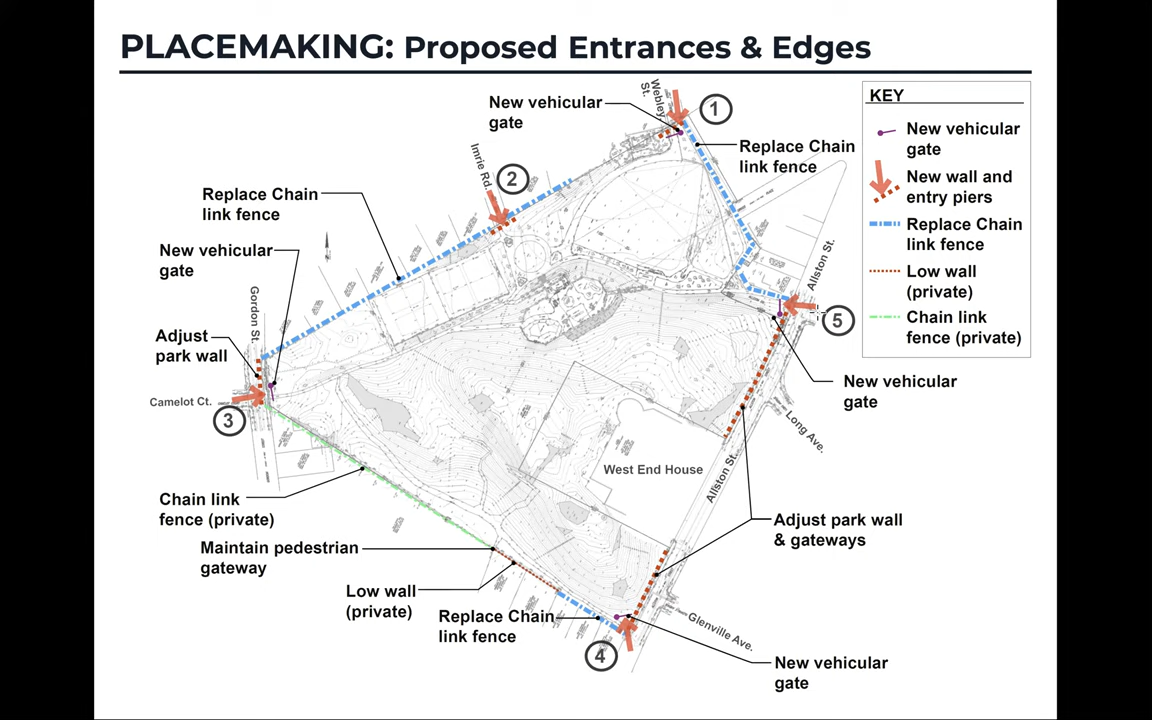 PLACEMAKING: Proposed Entrances & Edges
New vehicular
gate
Webley
St.
1
Replace Chain
link fence
Imrie Rd.
2
Replace Chain
link fence
New vehicular
gate
Gordon St.
Adjust
park wall
Camelot Ct.
3
Allston St.
5
New vehicular
gate
Long Ave.
West End House
Allston St.
Chain link
fence (private)
Adjust park wall
& gateways
Maintain pedestrian
gateway
Low wall
(private)
Replace Chain
link fence
Glenville Ave.
4
New vehicular
gate
KEY
New vehicular
gate
New wall and
entry piers
Replace Chain
link fence
Low wall
(private)
Chain link
fence (private)